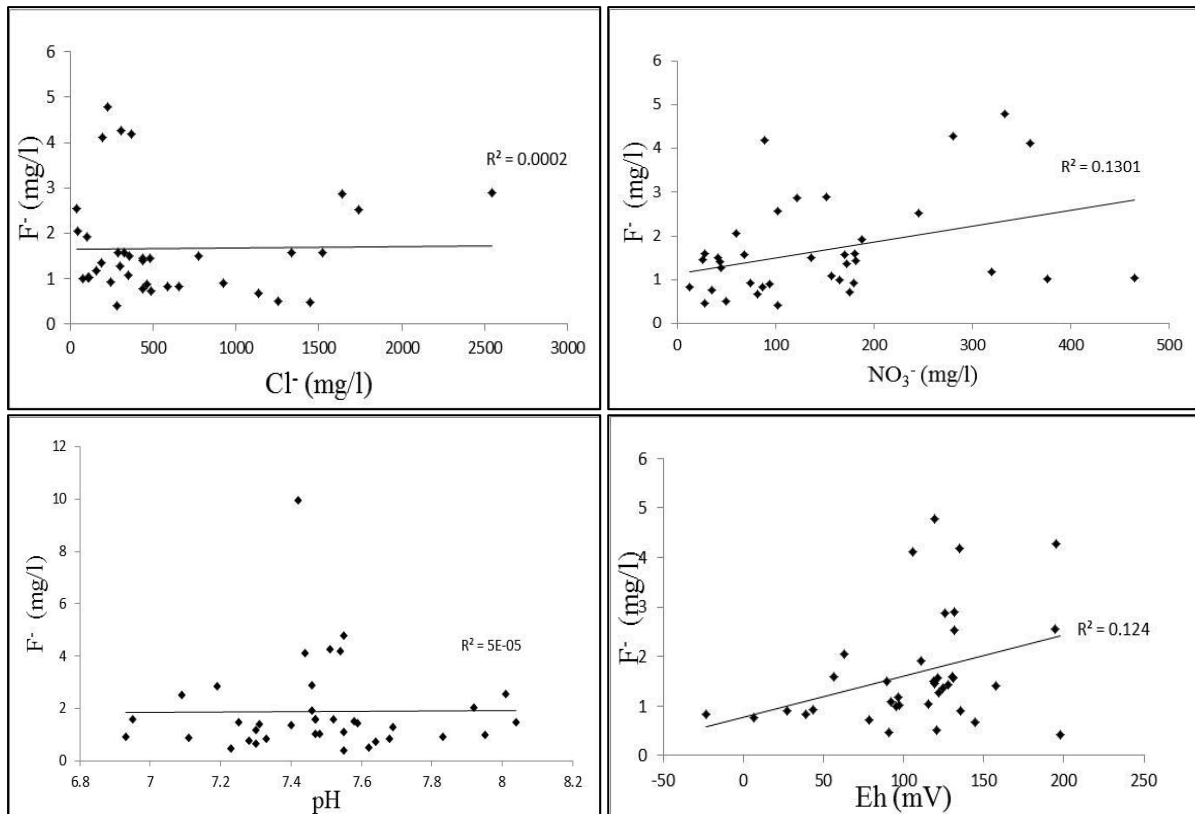 6
5
4
3
2
1
0
F⁻ (mg/l)
R² = 0.0002
0 500 1000 1500 2000 2500 3000
Cl⁻ (mg/l)
6
5
4
3
2
1
0
F⁻ (mg/l)
R² = 0.1301
0 100 200 300 400 500
NO₃⁻ (mg/l)
12
10
8
6
4
2
0
F⁻ (mg/l)
R² = 5E-05
6.8 7 7.2 7.4 7.6 7.8 8 8.2
pH
6
5
4
3
2
1
0
F⁻ (mg/l)
R² = 0.124
-50 0 50 100 150 200 250
Eh (mV)